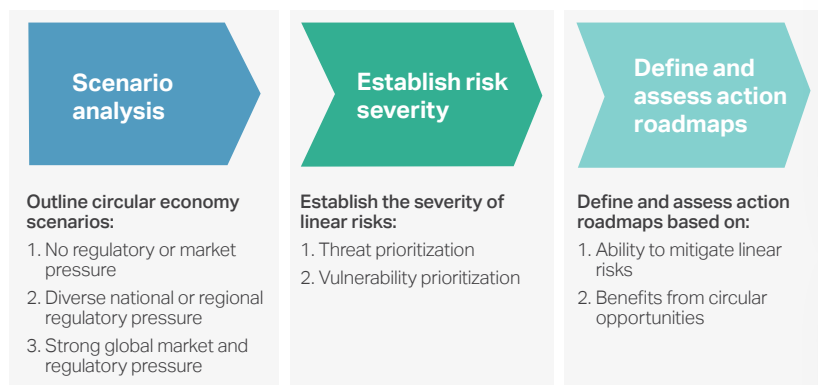 Scenario
analysis
Outline circular economy
scenarios:
1. No regulatory or market
pressure
2. Diverse national or regional
regulatory pressure
3. Strong global market and
regulatory pressure
Establish risk
severity
Establish the severity of
linear risks:
1. Threat prioritization
2. Vulnerability prioritization
Define and
assess action
roadmaps
Define and assess action
roadmaps based on:
1. Ability to mitigate linear
risks
2. Benefits from circular
opportunities